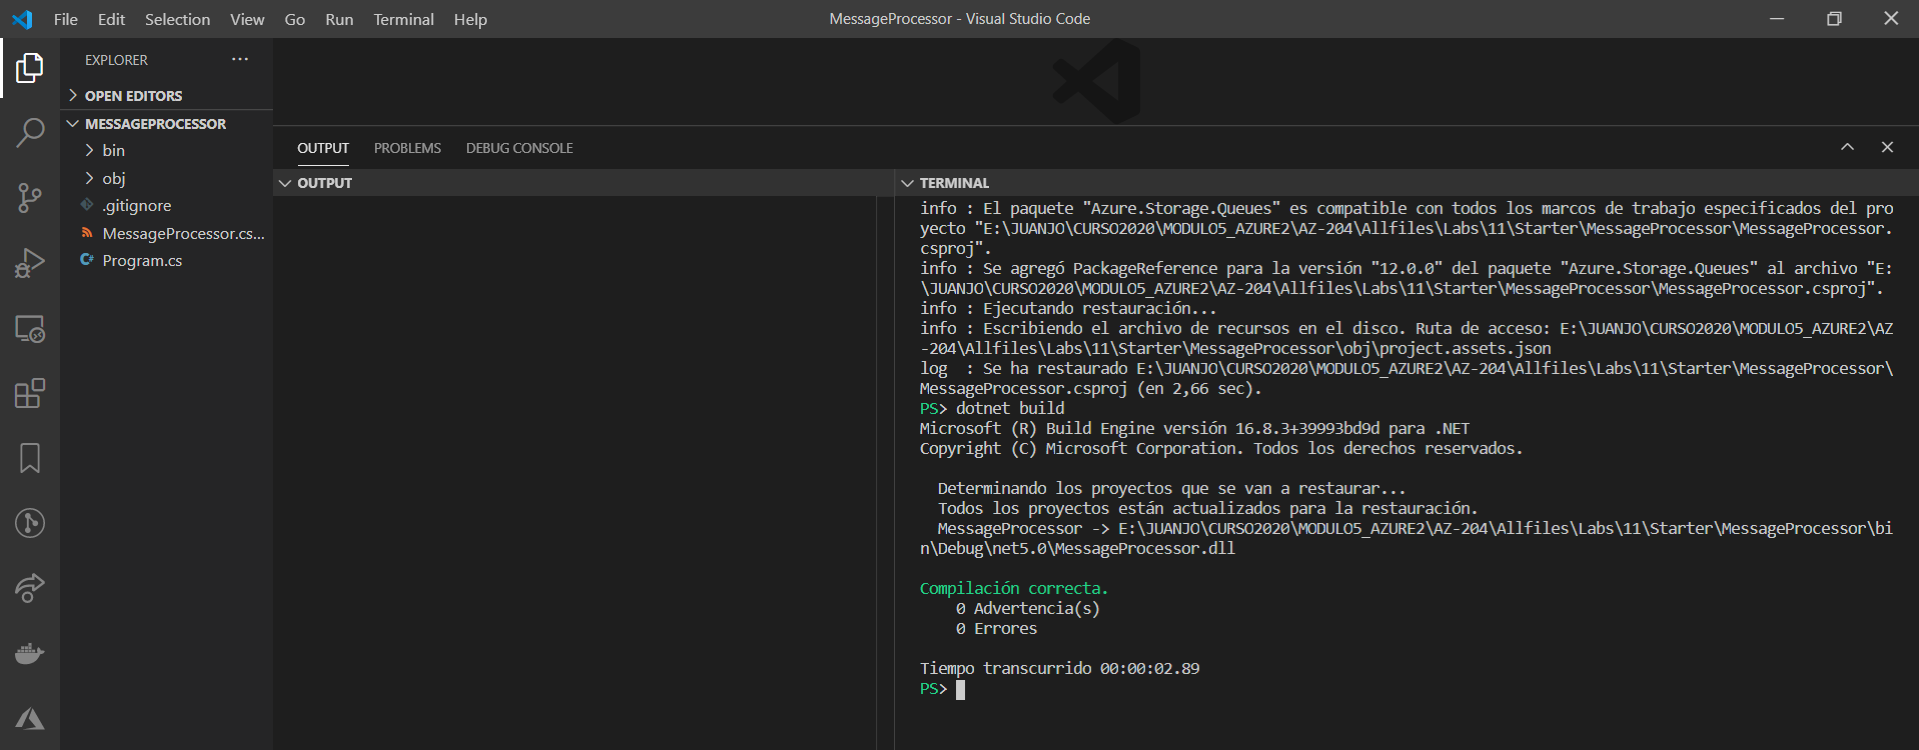 File Edit Selection View Go Run Terminal Help
MessageProcessor - Visual Studio Code
EXPLORER
OPEN EDITORS
MESSAGEPROCESSOR
bin
obj
.gitignore
MessageProcessor.cs...
Program.cs
OUTPUT PROBLEMS DEBUG CONSOLE
OUTPUT
TERMINAL
info : El paquete "Azure.Storage.Queues" es compatible con todos los marcos de trabajo especificados del pro
yecto "E:\JUANJO\CURSO2020\MODULO5_AZURE2\AZ-204\Allfiles\Labs\11\Starter\MessageProcessor\MessageProcessor.
csproj".
info : Se agregó PackageReference para la versión "12.0.0" del paquete "Azure.Storage.Queues" al archivo "E:
\JUANJO\CURSO2020\MODULO5_AZURE2\AZ-204\Allfiles\Labs\11\Starter\MessageProcessor\MessageProcessor.csproj".
info : Ejecutando restauración...
info : Escribiendo el archivo de recursos en el disco. Ruta de acceso: E:\JUANJO\CURSO2020\MODULO5_AZURE2\AZ
-204\Allfiles\Labs\11\Starter\MessageProcessor\obj\project.assets.json
log  : Se ha restaurado E:\JUANJO\CURSO2020\MODULO5_AZURE2\AZ-204\Allfiles\Labs\11\Starter\MessageProcessor\
MessageProcessor.csproj (en 2,66 sec).
PS> dotnet build
Microsoft (R) Build Engine versión 16.8.3+39993bd9d para .NET
Copyright (C) Microsoft Corporation. Todos los derechos reservados.
Determinando los proyectos que se van a restaurar...
Todos los proyectos están actualizados para la restauración.
MessageProcessor -> E:\JUANJO\CURSO2020\MODULO5_AZURE2\AZ-204\Allfiles\Labs\11\Starter\MessageProcessor\bi
n\Debug\net5.0\MessageProcessor.dll
Compilación correcta.
0 Advertencia(s)
0 Errores
Tiempo transcurrido 00:00:02.89
PS>